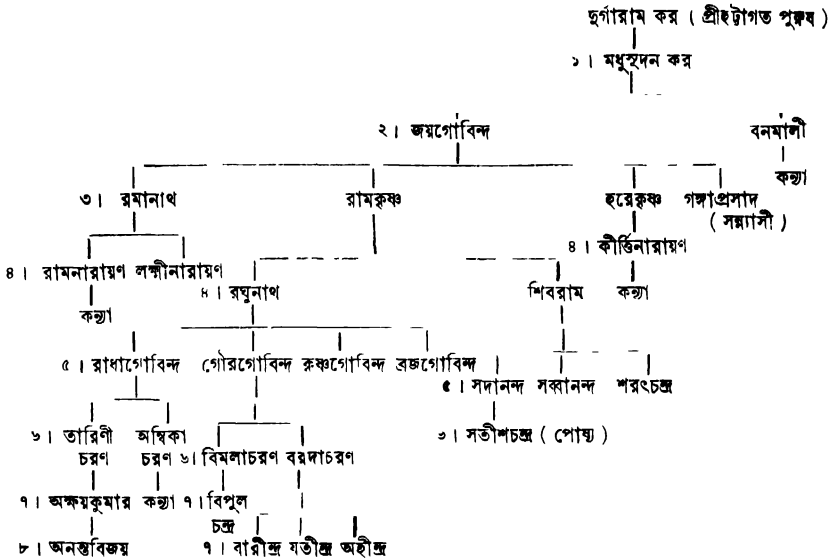 দুর্গারাম কর ( শ্রীহট্টাগত পুরুষ )
১। মধুসূদন কর
২। জয়গোবিন্দ বনমালী
কন্যা
৩। রমানাথ রামকৃষ্ণ হরেকৃষ্ণ গঙ্গাপ্রসাদ
( সন্ন্যাসী )
৪। কীর্ত্তিনারায়ণ
৪। রামনারায়ণ লক্ষ্মীনারায়ণ
৪। রঘুনাথ শিবরাম কন্যা
কন্যা
৫। রাধাগোবিন্দ গৌরগোবিন্দ কৃষ্ণগোবিন্দ ব্রজগোবিন্দ
৫। সদানন্দ সর্ব্বানন্দ শরৎচন্দ্র
৬। তারিণী অম্বিকা ৬। সতীশচন্দ্র ( পোষ্য )
চরণ চরণ ৬। বিমলাচরণ বরদাচরণ
৭। অক্ষয়কুমার কন্যা ৭। বিপুল
চন্দ্র
৮। অনন্তবিজয় ৭। বারীন্দ্র যতীন্দ্র অহীন্দ্র